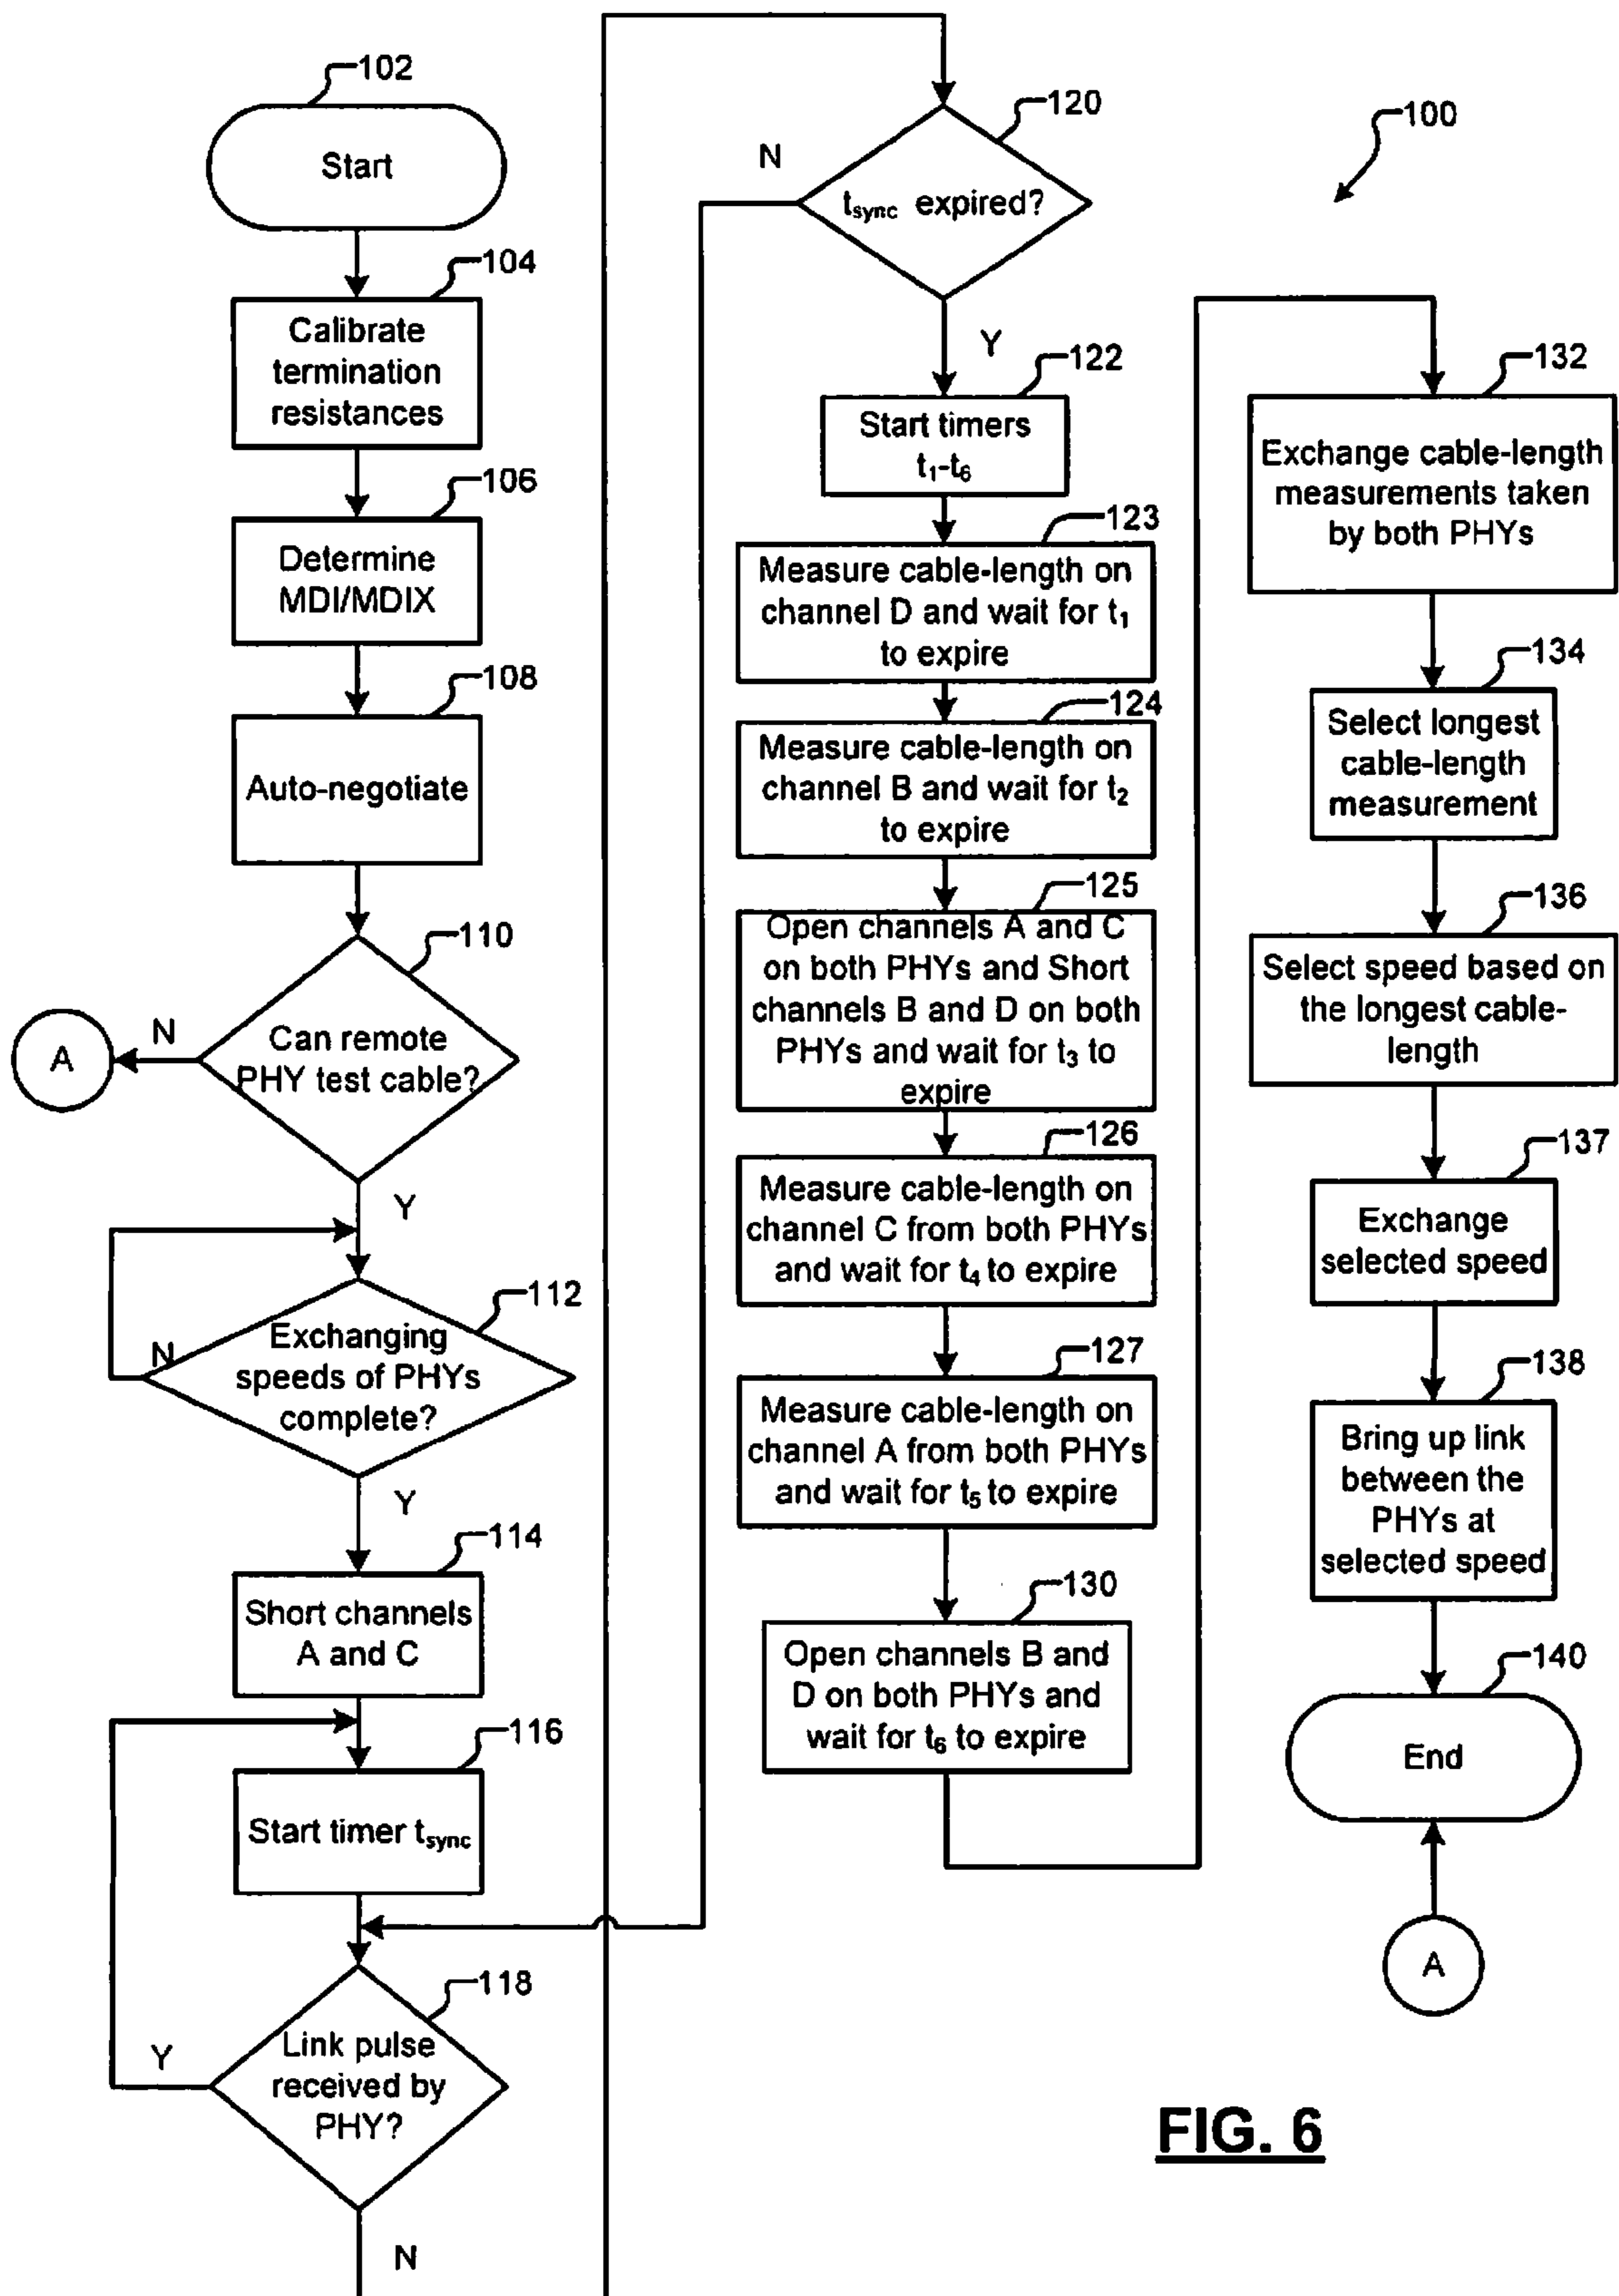 102
Start
104
Calibrate
termination
resistances
106
Determine
MDI/MDIX
108
Auto-negotiate
110
Can remote
PHY test cable?
N
A
Y
112
Exchanging
speeds of PHYs
complete?
N
Y
114
Short channels
A and C
116
Start timer tsync
118
Link pulse
received by
PHY?
Y
N
120
tsync expired?
N
Y
122
Start timers
t1-t6
123
Measure cable-length on
channel D and wait for t1
to expire
124
Measure cable-length on
channel B and wait for t2
to expire
125
Open channels A and C
on both PHYs and Short
channels B and D on both
PHYs and wait for t3 to
expire
126
Measure cable-length on
channel C from both PHYs
and wait for t4 to expire
127
Measure cable-length on
channel A from both PHYs
and wait for t5 to expire
130
Open channels B and
D on both PHYs and
wait for t6 to expire
100
132
Exchange cable-length
measurements taken
by both PHYs
134
Select longest
cable-length
measurement
136
Select speed based on
the longest cable-
length
137
Exchange
selected speed
138
Bring up link
between the
PHYs at
selected speed
140
End
A
FIG. 6